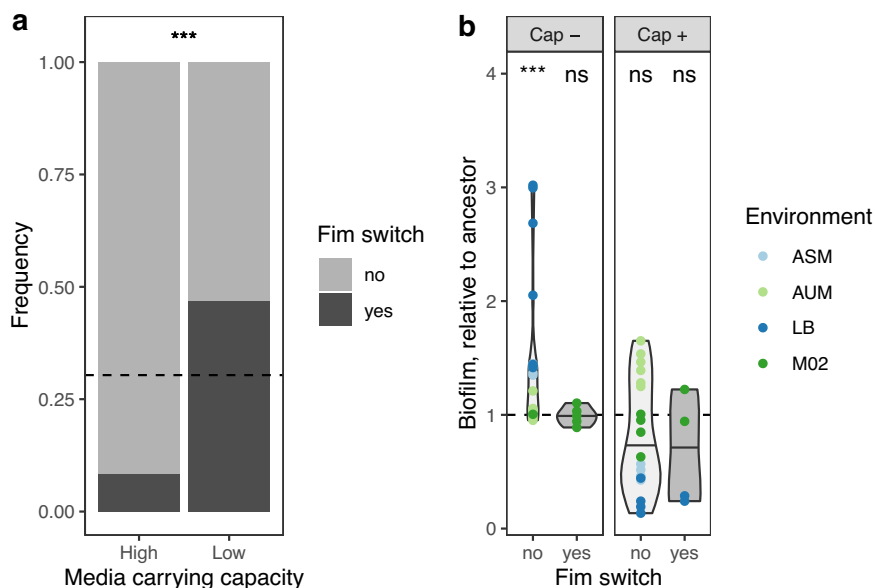 a
***
1.00
0.75
0.50
0.25
0.00
Frequency
High Low
Media carrying capacity
Fim switch
no
yes
b
Cap − Cap +
*** ns ns ns
4
3
2
1
0
Biofilm, relative to ancestor
no yes no yes
Fim switch
Environment
ASM
AUM
LB
M02